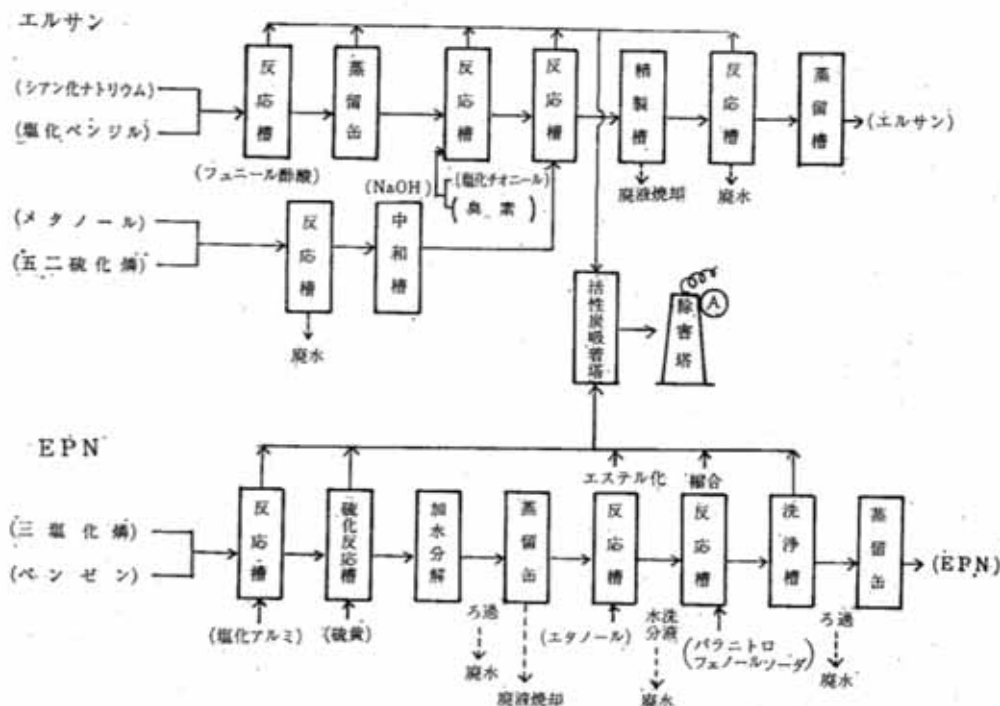 エルサン
反応槽
蒸留缶
反応槽
反応槽
精製槽
反応槽
蒸留槽
(シアン化ナトリウム)
(塩化ベンジル)
(エルサン)
(フェニール酢酸)
(NaOH)
(塩化チオニール)
(臭素)
廃液焼却
廃水
(メタノール)
(五二硫化燐)
反応槽
中和槽
廃水
活性炭吸着塔
除害塔
A
EPN
エステル化
縮合
(三塩化燐)
(ベンゼン)
反応槽
硫化反応槽
加水分解
蒸留缶
反応槽
反応槽
洗浄槽
蒸留缶
(EPN)
(塩化アルミ)
(硫黄)
ろ過
廃水
廃液焼却
(エタノール)
水洗
分液
廃水
(パラニトロ
フェノールソーダ)
ろ過
廃水